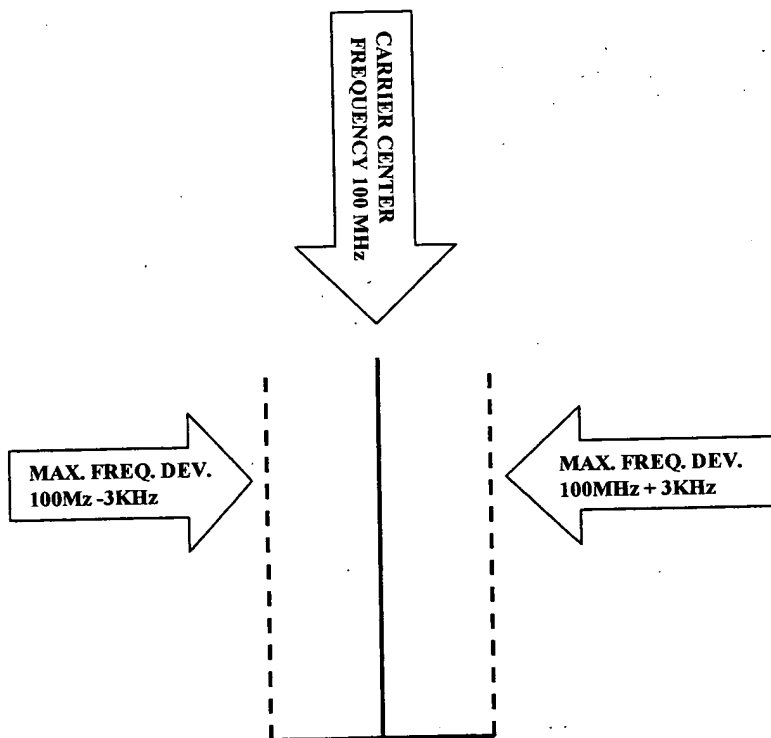 CARRIER CENTER
FREQUENCY 100 MHz
MAX. FREQ. DEV.
100Mz -3KHz
MAX. FREQ. DEV.
100MHz + 3KHz